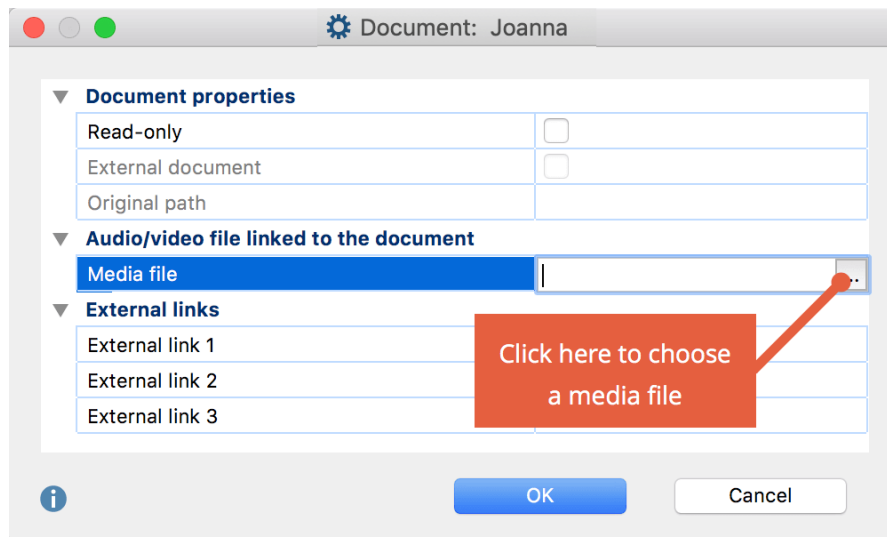 Document: Joanna
Document properties
Read-only
External document
Original path
Audio/video file linked to the document
Media file
..
External links
External link 1
External link 2
External link 3
Click here to choose
a media file
OK
Cancel